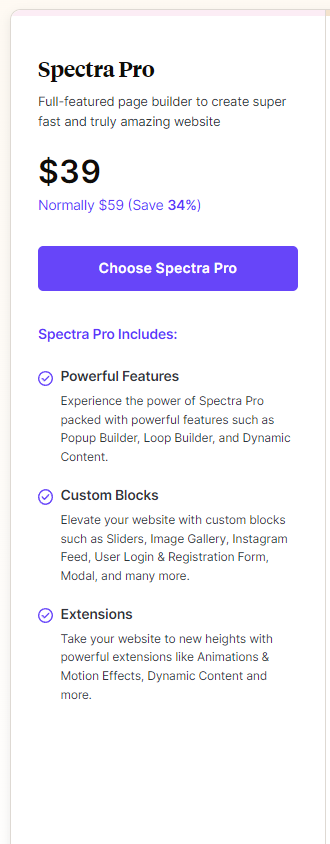 Spectra Pro
Full-featured page builder to create super
fast and truly amazing website
$39
Normally $59 (Save 34%)
Choose Spectra Pro
Spectra Pro Includes:
Powerful Features
Experience the power of Spectra Pro
packed with powerful features such as
Popup Builder, Loop Builder, and Dynamic
Content.
Custom Blocks
Elevate your website with custom blocks
such as Sliders, Image Gallery, Instagram
Feed, User Login & Registration Form,
Modal, and many more.
Extensions
Take your website to new heights with
powerful extensions like Animations &
Motion Effects, Dynamic Content and
more.